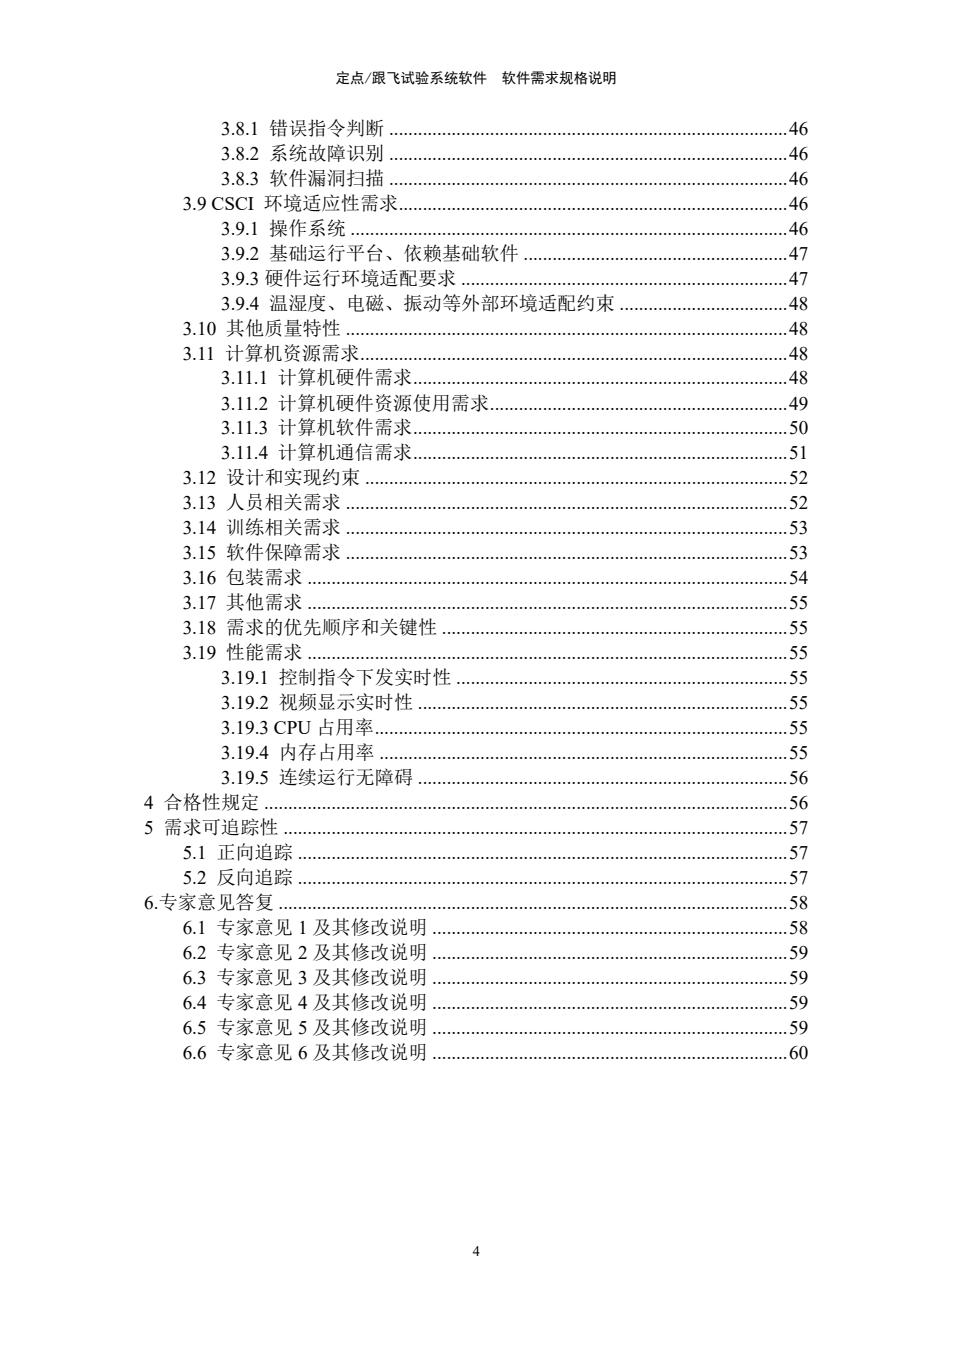 定点/跟飞试验系统软件 软件需求规格说明
3.8.1 错误指令判断 ....................46
3.8.2 系统故障识别 ....................46
3.8.3 软件漏洞扫描 ....................46
3.9 CSCI 环境适应性需求....................46
3.9.1 操作系统 ....................46
3.9.2 基础运行平台、依赖基础软件 ....................47
3.9.3 硬件运行环境适配要求 ....................47
3.9.4 温湿度、电磁、振动等外部环境适配约束 ....................48
3.10 其他质量特性 ....................48
3.11 计算机资源需求....................48
3.11.1 计算机硬件需求....................48
3.11.2 计算机硬件资源使用需求....................49
3.11.3 计算机软件需求....................50
3.11.4 计算机通信需求....................51
3.12 设计和实现约束 ....................52
3.13 人员相关需求 ....................52
3.14 训练相关需求 ....................53
3.15 软件保障需求 ....................53
3.16 包装需求 ....................54
3.17 其他需求 ....................55
3.18 需求的优先顺序和关键性 ....................55
3.19 性能需求 ....................55
3.19.1 控制指令下发实时性 ....................55
3.19.2 视频显示实时性 ....................55
3.19.3 CPU 占用率....................55
3.19.4 内存占用率 ....................55
3.19.5 连续运行无障碍 ....................56
4 合格性规定 ....................56
5 需求可追踪性 ....................57
5.1 正向追踪 ....................57
5.2 反向追踪 ....................57
6.专家意见答复 ....................58
6.1 专家意见 1 及其修改说明 ....................58
6.2 专家意见 2 及其修改说明 ....................59
6.3 专家意见 3 及其修改说明 ....................59
6.4 专家意见 4 及其修改说明 ....................59
6.5 专家意见 5 及其修改说明 ....................59
6.6 专家意见 6 及其修改说明 ....................60
4